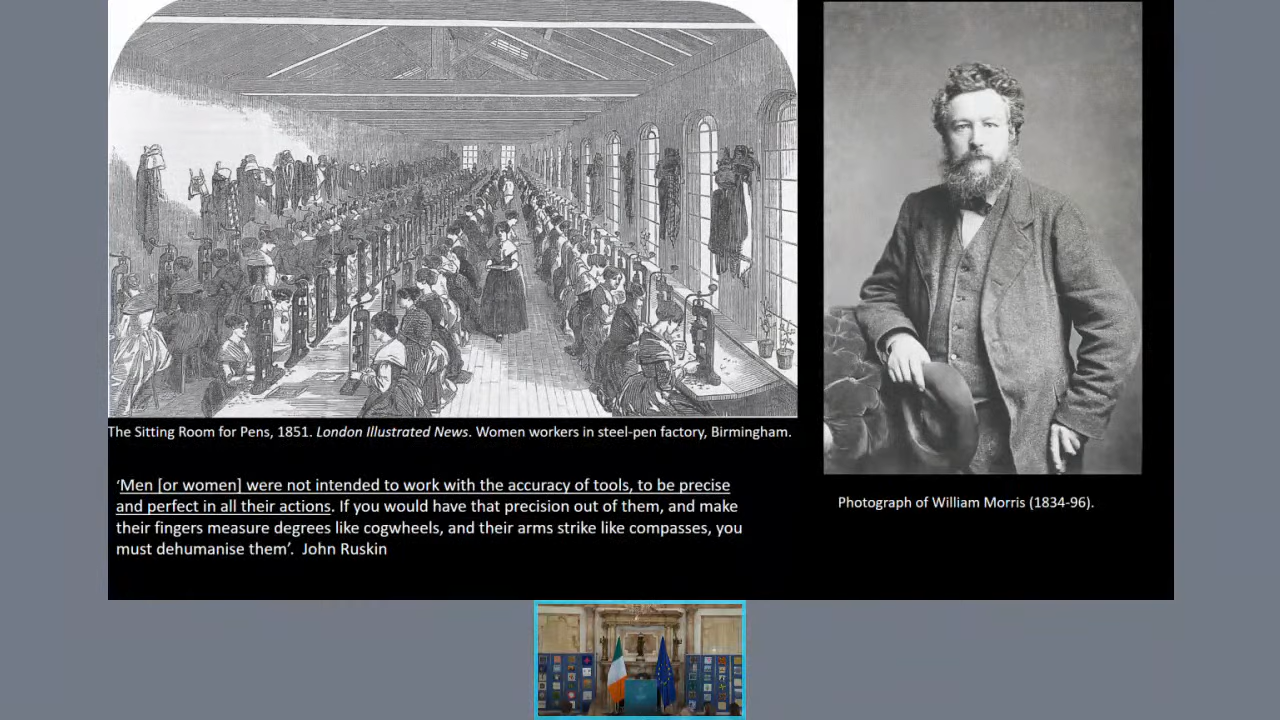 The Sitting Room for Pens, 1851. London Illustrated News. Women workers in steel-pen factory, Birmingham.
‘Men [or women] were not intended to work with the accuracy of tools, to be precise
and perfect in all their actions. If you would have that precision out of them, and make
their fingers measure degrees like cogwheels, and their arms strike like compasses, you
must dehumanise them’.  John Ruskin
Photograph of William Morris (1834-96).